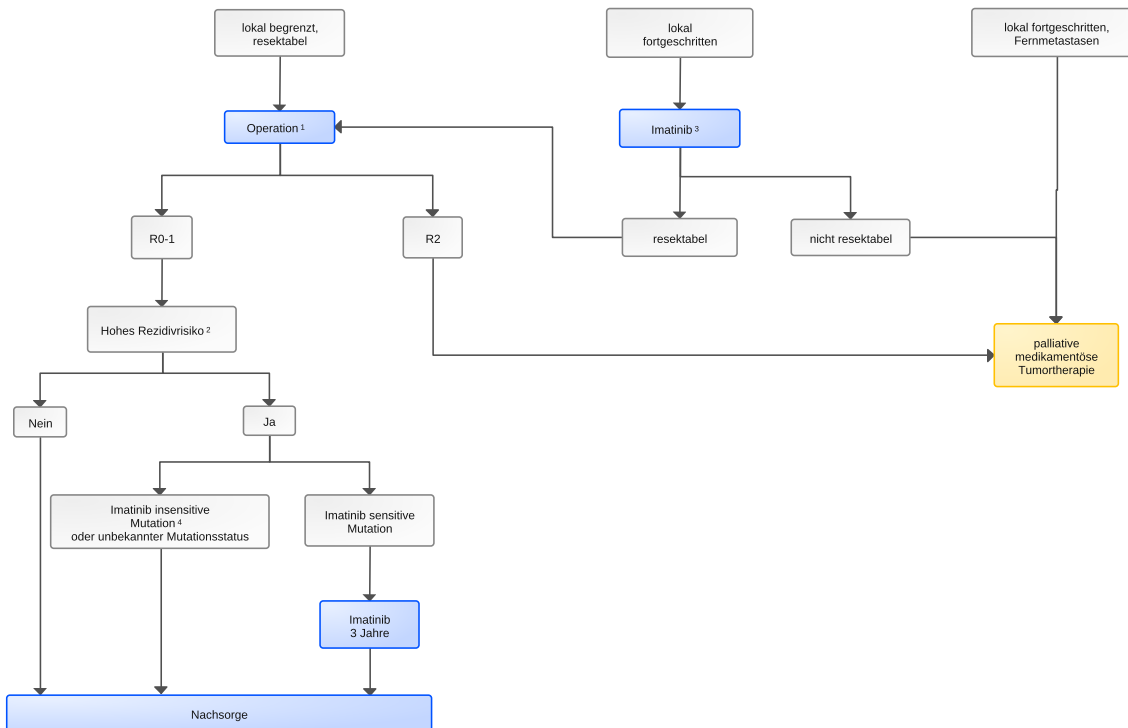 lokal begrenzt,
resektabel
lokal
fortgeschritten
lokal fortgeschritten,
Fernmetastasen
Operation 1
Imatinib 3
R0-1
R2
resektabel
nicht resektabel
Hohes Rezidivrisiko 2
palliative
medikamentöse
Tumortherapie
Nein
Ja
Imatinib insensitive
Mutation 4
oder unbekannter Mutationsstatus
Imatinib sensitive
Mutation
Imatinib
3 Jahre
Nachsorge